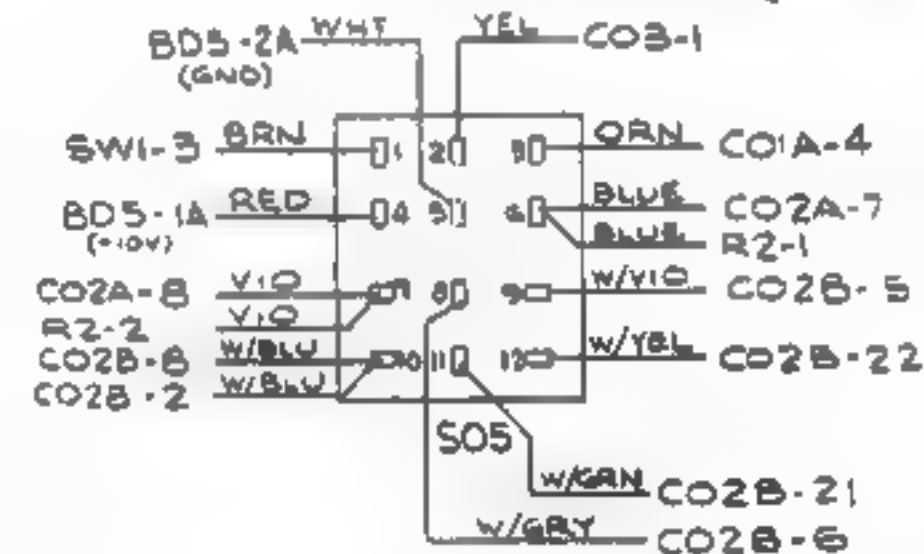 BD5-2A WHT YEL CO3-1
(GND)
SW1-3 BRN 1 2 3 ORN CO1A-4
BD5-1A RED 4 5 6 BLUE CO2A-7
(+10V) BLUE R2-1
CO2A-8 VIO 7 8 9 W/VIO CO2B-5
R2-2 VIO
CO2B-8 W/BLU 10 11 12 W/YEL CO2B-22
CO2B-2 W/BLU
SO5
W/GRN CO2B-21
W/GRY CO2B-6